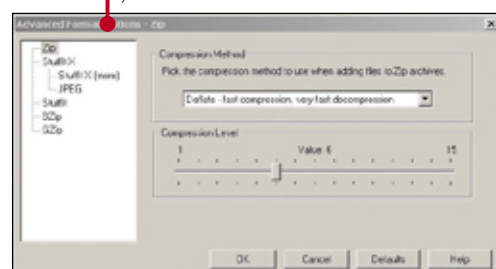 Advanced Format Options - Zip
Zip
StuffIt X
StuffIt X (more)
JPEG
StuffIt
BZip
GZip
Compression Method
Pick the compression method to use when adding files to Zip archives.
Deflate - fast compression, very fast decompression
Compression Level
1
Value: 6
15
OK
Cancel
Defaults
Help